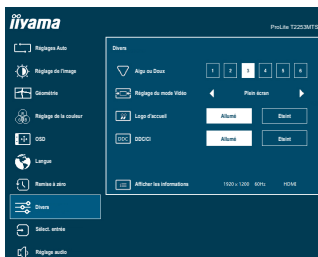 iiyama
ProLite T2253MTS
Réglages Auto
Divers
Réglage de l'image
Aigu ou Doux
1 2 3 4 5 6
Géométrie
Réglage du mode Vidéo
Plein écran
Réglage de la couleur
Logo d'accueil
Allumé
Eteint
OSD
DDC
DDC/CI
Allumé
Eteint
Langue
Remise à zéro
Afficher les informations
1920 x 1200 60Hz HDMI
Divers
Sélect. entrée
Réglage audio